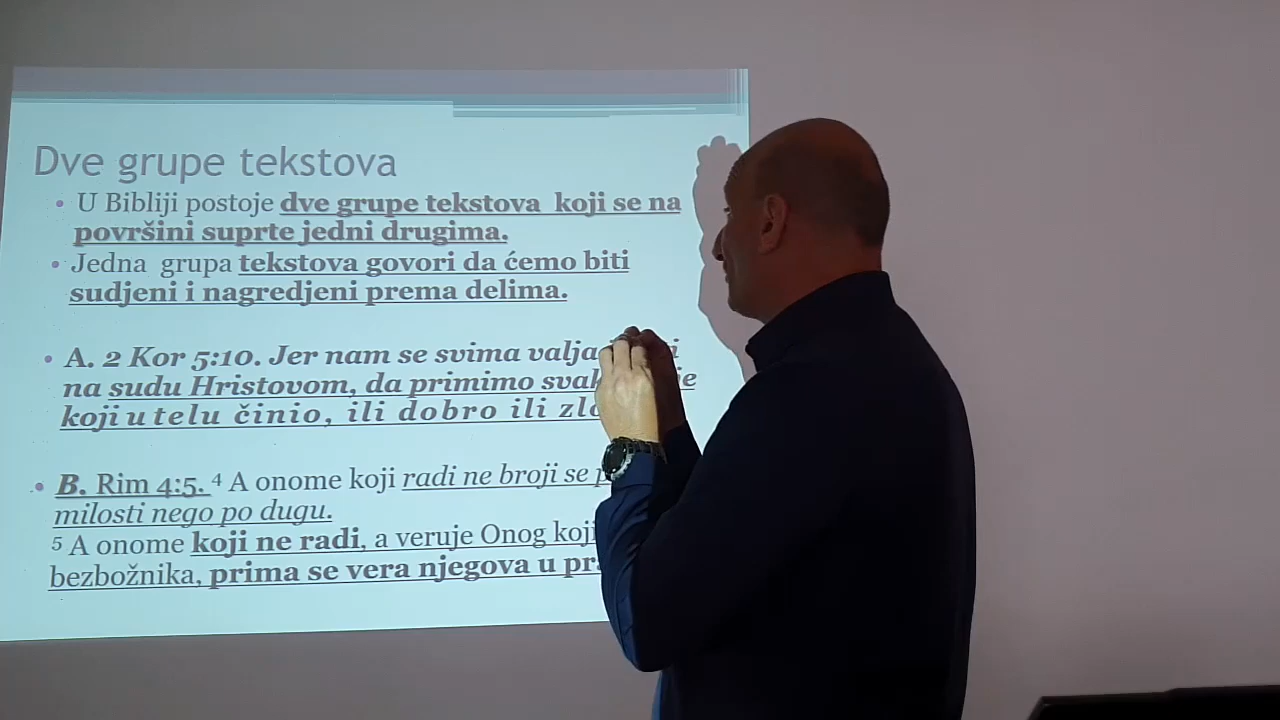 Dve grupe tekstova
• U Bibliji postoje dve grupe tekstova koji se na
površini suprte jedni drugima.
• Jedna grupa tekstova govori da ćemo biti
sudjeni i nagredjeni prema delima.
• A. 2 Kor 5:10. Jer nam se svima valja
na sudu Hristovom, da primimo
koji u telu činio, ili dobro ili zlo
• B. Rim 4:5. ⁴ A onome koji radi ne broji se
milosti nego po dugu.
⁵ A onome koji ne radi, a veruje Onog koji
bezbožnika, prima se vera njegova u